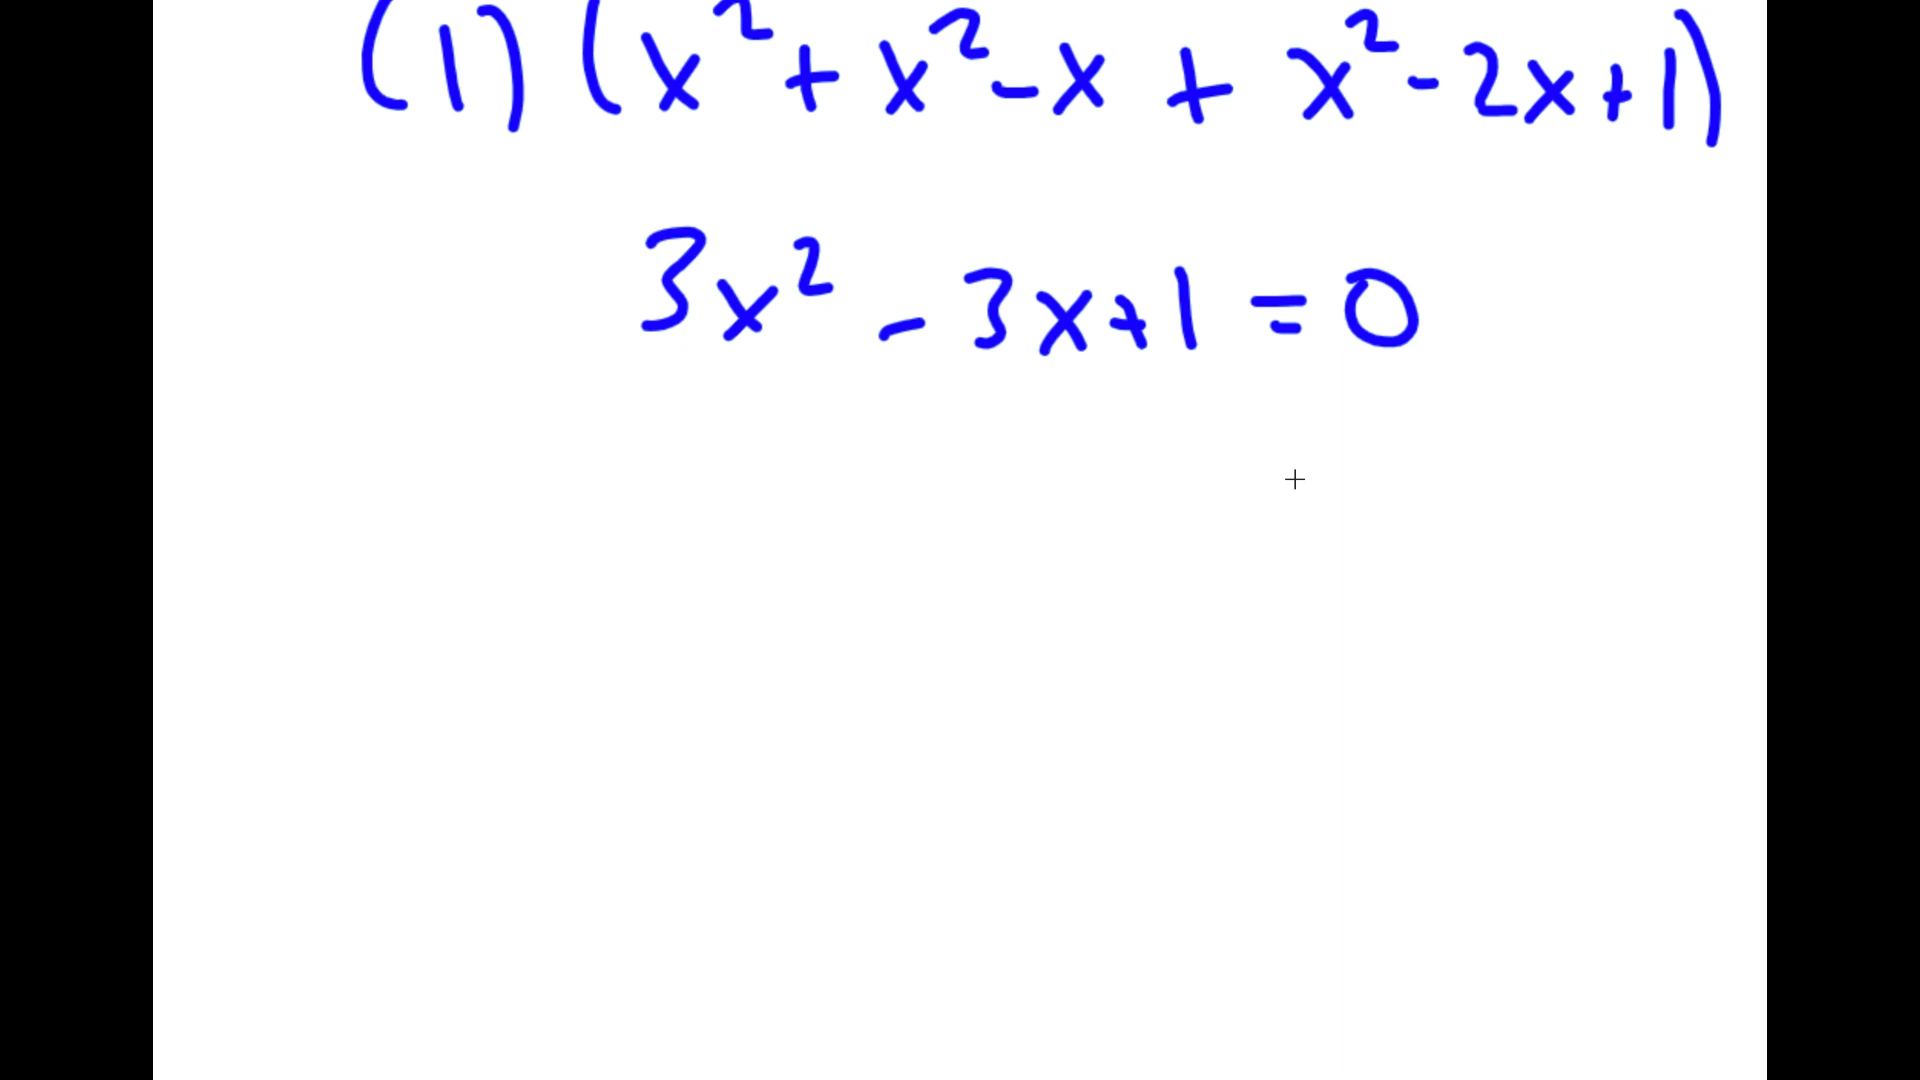 (1) (x² + x² - x + x² - 2x + 1)
3x² - 3x + 1 = 0